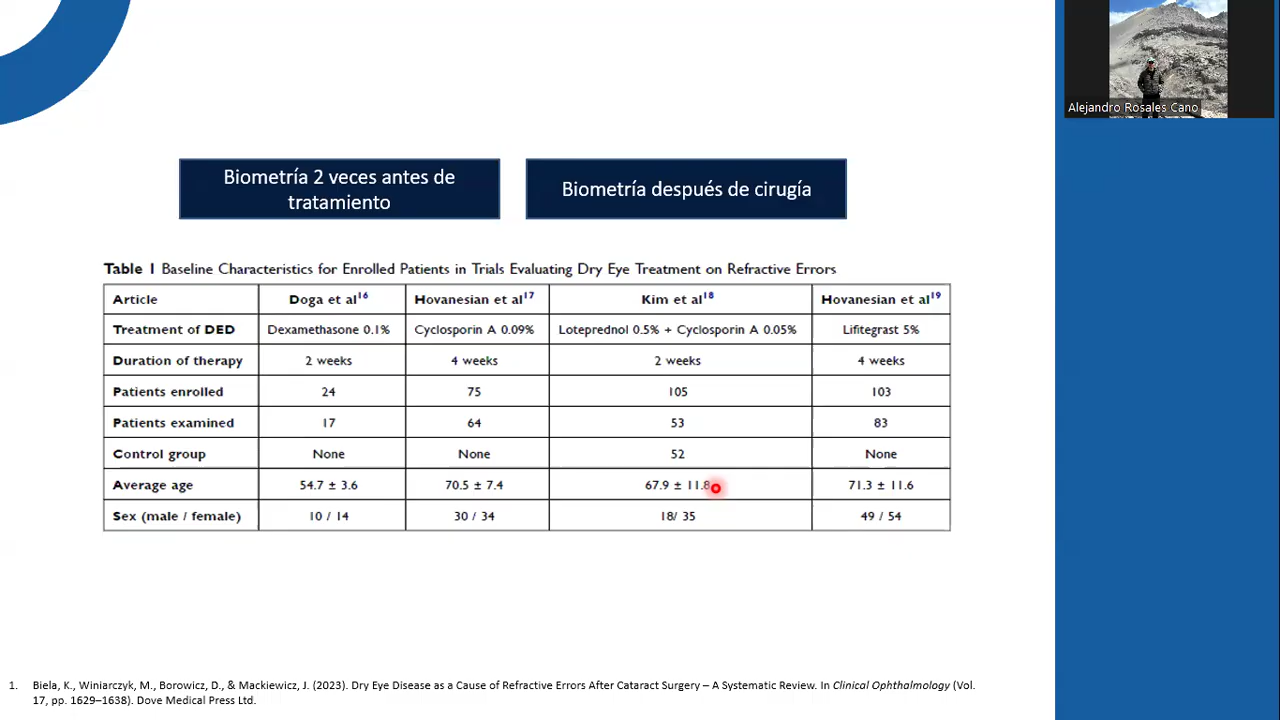 Alejandro Rosales Cano
Biometría 2 veces antes de
tratamiento
Biometría después de cirugía
Table 1 Baseline Characteristics for Enrolled Patients in Trials Evaluating Dry Eye Treatment on Refractive Errors
Article Doga et al16 Hovanesian et al17 Kim et al18 Hovanesian et al19
Treatment of DED Dexamethasone 0.1% Cyclosporin A 0.09% Loteprednol 0.5% + Cyclosporin A 0.05% Lifitegrast 5%
Duration of therapy 2 weeks 4 weeks 2 weeks 4 weeks
Patients enrolled 24 75 105 103
Patients examined 17 64 53 83
Control group None None 52 None
Average age 54.7 ± 3.6 70.5 ± 7.4 67.9 ± 11.8 71.3 ± 11.6
Sex (male / female) 10 / 14 30 / 34 18/ 35 49 / 54
1. Biela, K., Winiarczyk, M., Borowicz, D., & Mackiewicz, J. (2023). Dry Eye Disease as a Cause of Refractive Errors After Cataract Surgery – A Systematic Review. In Clinical Ophthalmology (Vol.
17, pp. 1629–1638). Dove Medical Press Ltd.